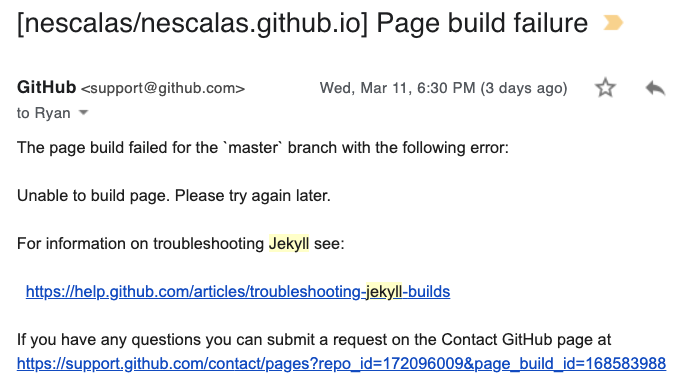 [nescalas/nescalas.github.io] Page build failure
GitHub <support@github.com> Wed, Mar 11, 6:30 PM (3 days ago)
to Ryan
The page build failed for the `master` branch with the following error:
Unable to build page. Please try again later.
For information on troubleshooting Jekyll see:
https://help.github.com/articles/troubleshooting-jekyll-builds
If you have any questions you can submit a request on the Contact GitHub page at
https://support.github.com/contact/pages?repo_id=172096009&page_build_id=168583988